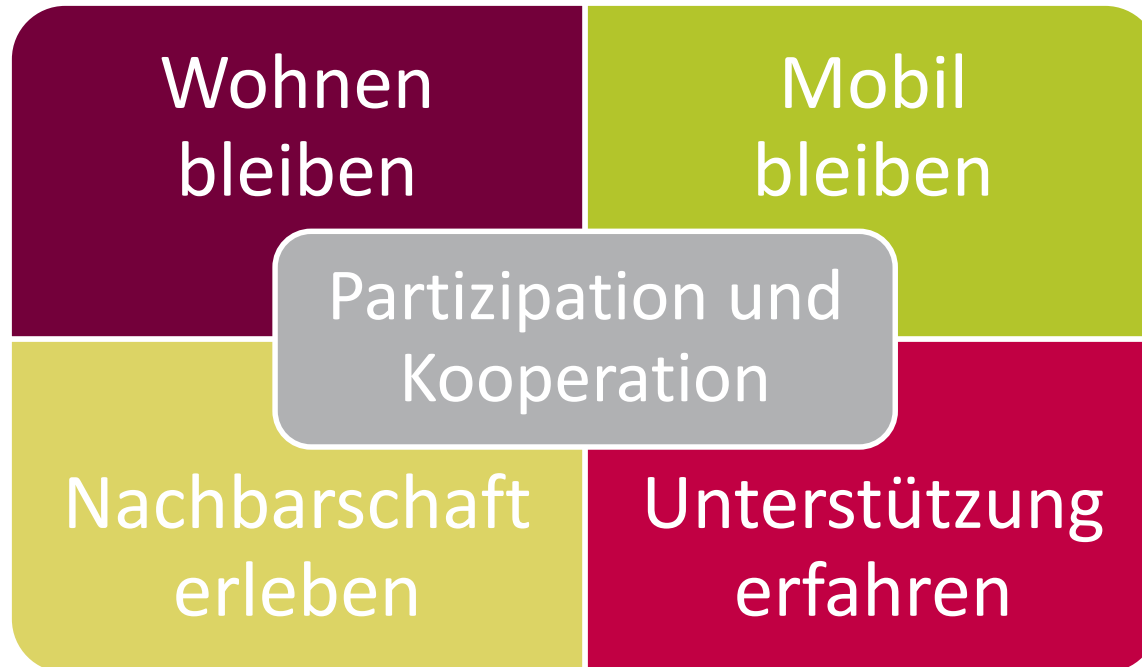 Wohnen
bleiben
Mobil
bleiben
Partizipation und
Kooperation
Nachbarschaft
erleben
Unterstützung
erfahren